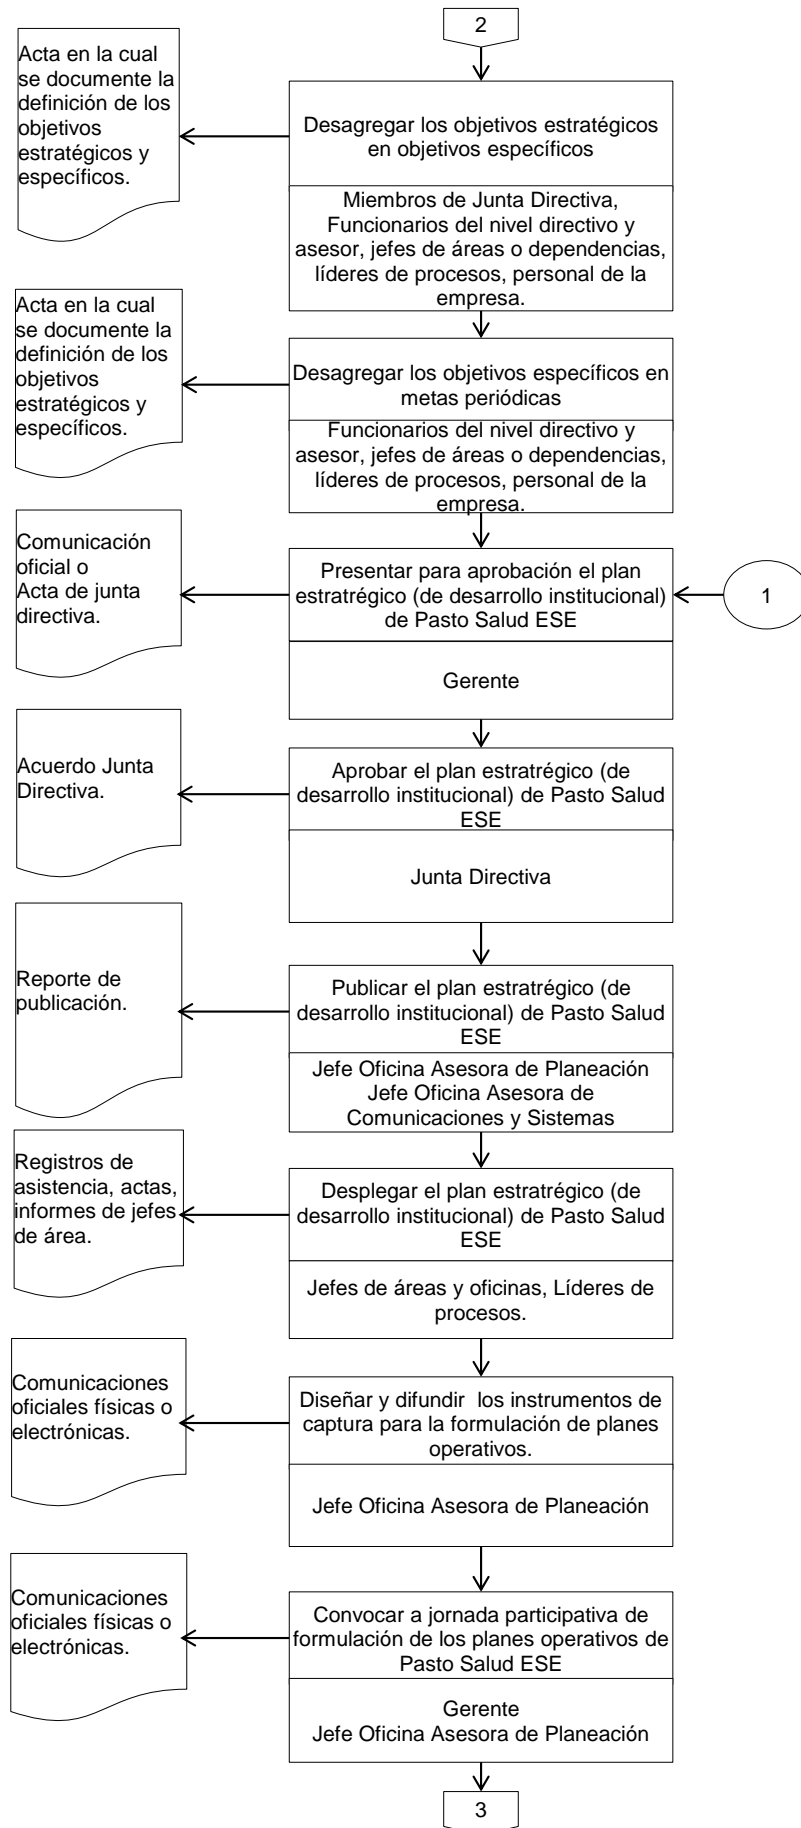 2
Acta en la cual
se documente la
definición de los
objetivos
estratégicos y
específicos.
Desagregar los objetivos estratégicos
en objetivos específicos
Miembros de Junta Directiva,
Funcionarios del nivel directivo y
asesor, jefes de áreas o dependencias,
líderes de procesos, personal de la
empresa.
Acta en la cual
se documente la
definición de los
objetivos
estratégicos y
específicos.
Desagregar los objetivos específicos en
metas periódicas
Funcionarios del nivel directivo y
asesor, jefes de áreas o dependencias,
líderes de procesos, personal de la
empresa.
Comunicación
oficial o
Acta de junta
directiva.
Presentar para aprobación el plan
estratrégico (de desarrollo institucional)
de Pasto Salud ESE
1
Gerente
Acuerdo Junta
Directiva.
Aprobar el plan estratrégico (de
desarrollo institucional) de Pasto Salud
ESE
Junta Directiva
Reporte de
publicación.
Publicar el plan estratrégico (de
desarrollo institucional) de Pasto Salud
ESE
Jefe Oficina Asesora de Planeación
Jefe Oficina Asesora de
Comunicaciones y Sistemas
Registros de
asistencia, actas,
informes de jefes
de área.
Desplegar el plan estratrégico (de
desarrollo institucional) de Pasto Salud
ESE
Jefes de áreas y oficinas, Líderes de
procesos.
Comunicaciones
oficiales físicas o
electrónicas.
Diseñar y difundir  los instrumentos de
captura para la formulación de planes
operativos.
Jefe Oficina Asesora de Planeación
Comunicaciones
oficiales físicas o
electrónicas.
Convocar a jornada participativa de
formulación de los planes operativos de
Pasto Salud ESE
Gerente
Jefe Oficina Asesora de Planeación
3